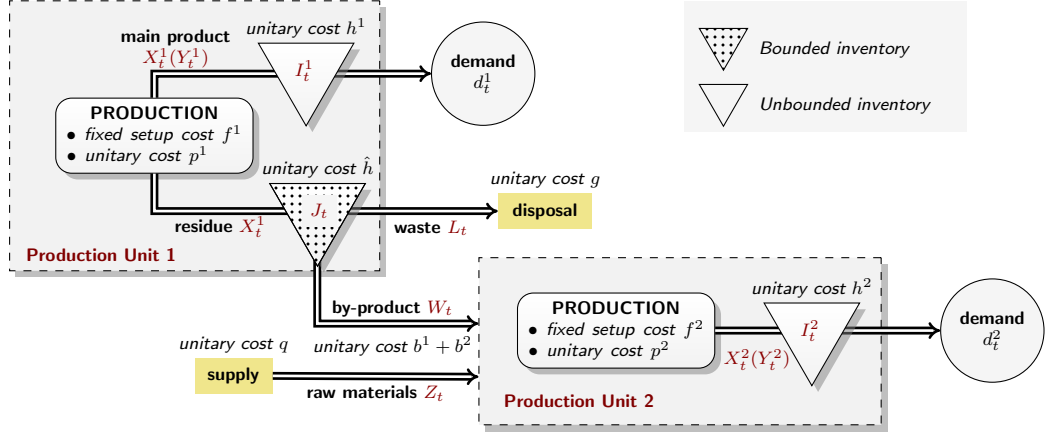 unitary cost h^1
main product
X_t^1(Y_t^1)
I_t^1
demand
d_t^1
PRODUCTION
• fixed setup cost f^1
• unitary cost p^1
unitary cost ĥ
J_t
residue X_t^1
waste L_t
unitary cost g
disposal
Production Unit 1
Bounded inventory
Unbounded inventory
by-product W_t
unitary cost b^1 + b^2
unitary cost q
supply
raw materials Z_t
unitary cost h^2
PRODUCTION
• fixed setup cost f^2
• unitary cost p^2
X_t^2(Y_t^2)
I_t^2
demand
d_t^2
Production Unit 2